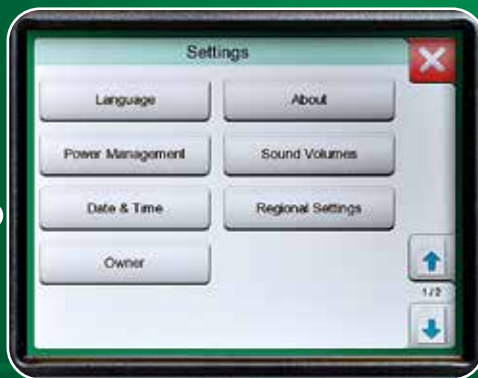 Settings
Language
About
Power Management
Sound Volumes
Date & Time
Regional Settings
Owner
1/2